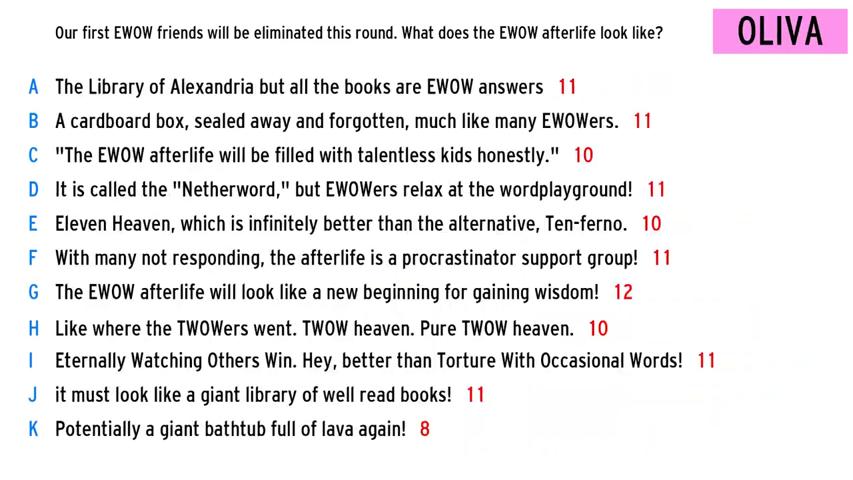 Our first EWOW friends will be eliminated this round. What does the EWOW afterlife look like?
OLIVA
A The Library of Alexandria but all the books are EWOW answers 11
B A cardboard box, sealed away and forgotten, much like many EWOWers. 11
C "The EWOW afterlife will be filled with talentless kids honestly." 10
D It is called the "Netherword," but EWOWers relax at the wordplayground! 11
E Eleven Heaven, which is infinitely better than the alternative, Ten-ferno. 10
F With many not responding, the afterlife is a procrastinator support group! 11
G The EWOW afterlife will look like a new beginning for gaining wisdom! 12
H Like where the TWOWers went. TWOW heaven. Pure TWOW heaven. 10
I Eternally Watching Others Win. Hey, better than Torture With Occasional Words! 11
J it must look like a giant library of well read books! 11
K Potentially a giant bathtub full of lava again! 8